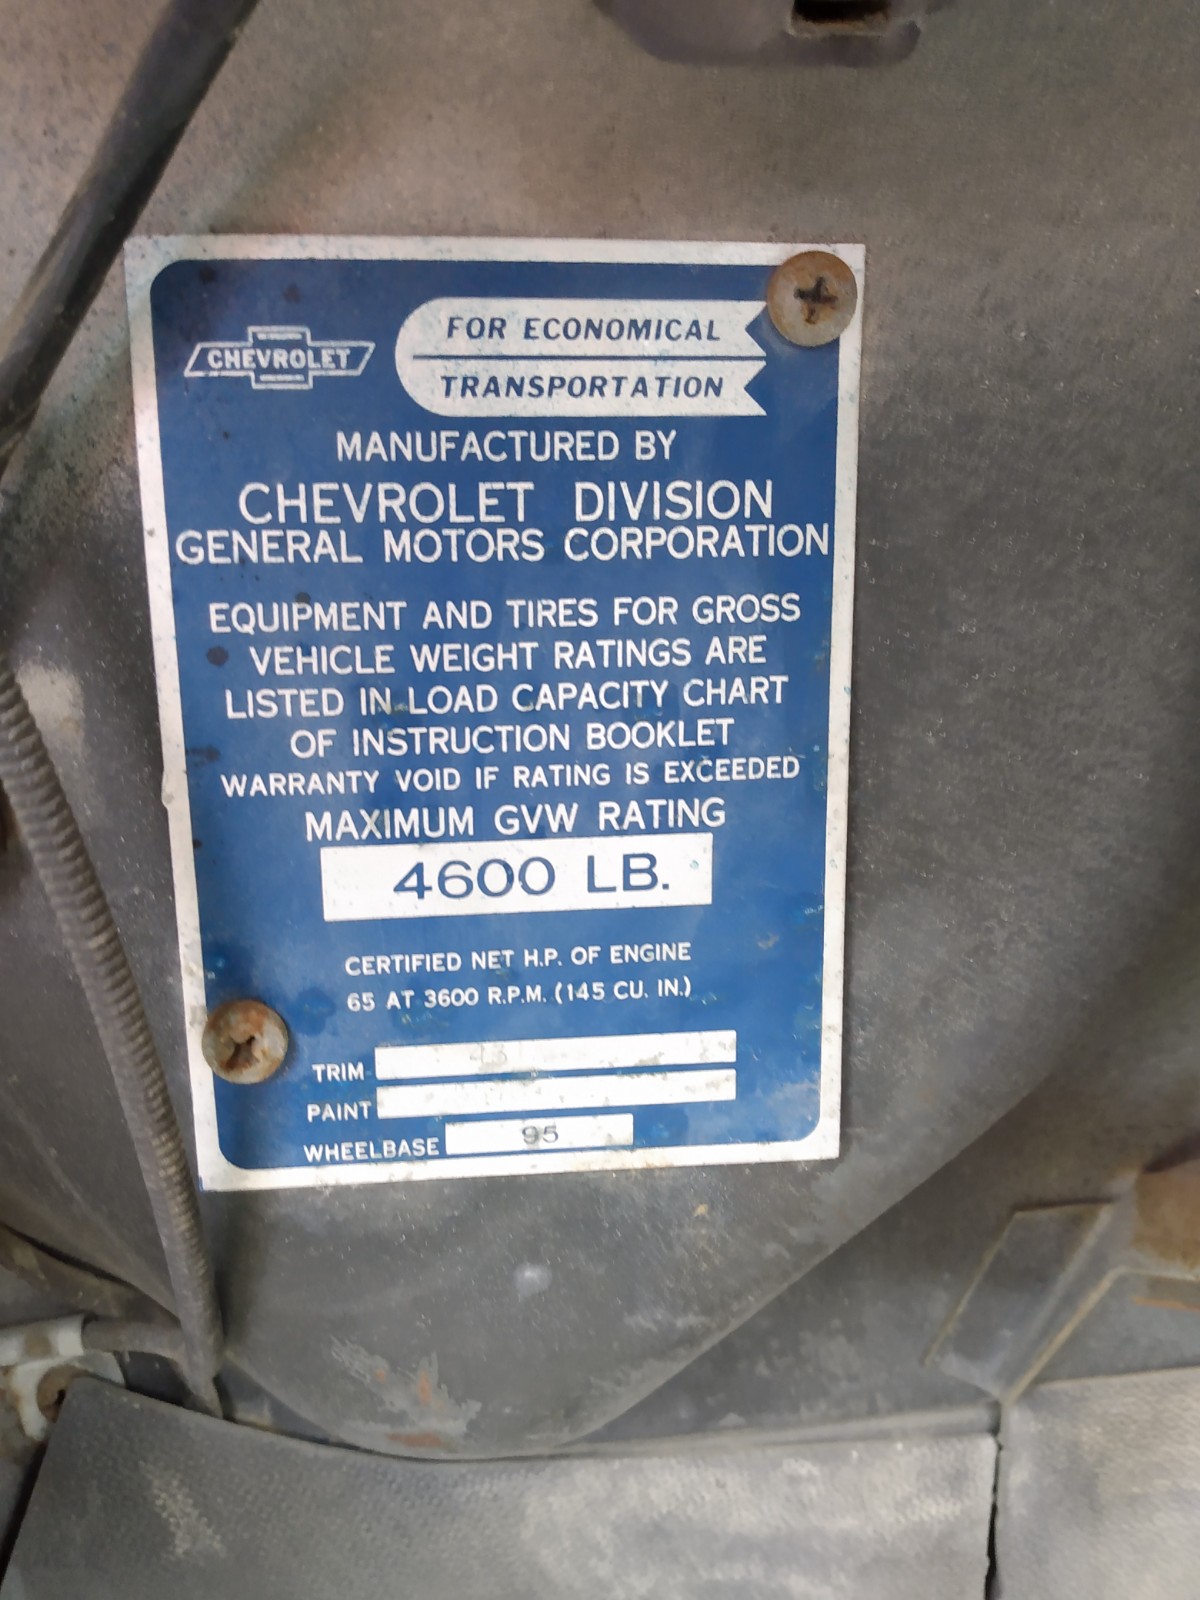 CHEVROLET
FOR ECONOMICAL
TRANSPORTATION
MANUFACTURED BY
CHEVROLET DIVISION
GENERAL MOTORS CORPORATION
EQUIPMENT AND TIRES FOR GROSS
VEHICLE WEIGHT RATINGS ARE
LISTED IN LOAD CAPACITY CHART
OF INSTRUCTION BOOKLET
WARRANTY VOID IF RATING IS EXCEEDED
MAXIMUM GVW RATING
4600 LB.
CERTIFIED NET H.P. OF ENGINE
65 AT 3600 R.P.M. (145 CU. IN.)
TRIM
PAINT
WHEELBASE 95